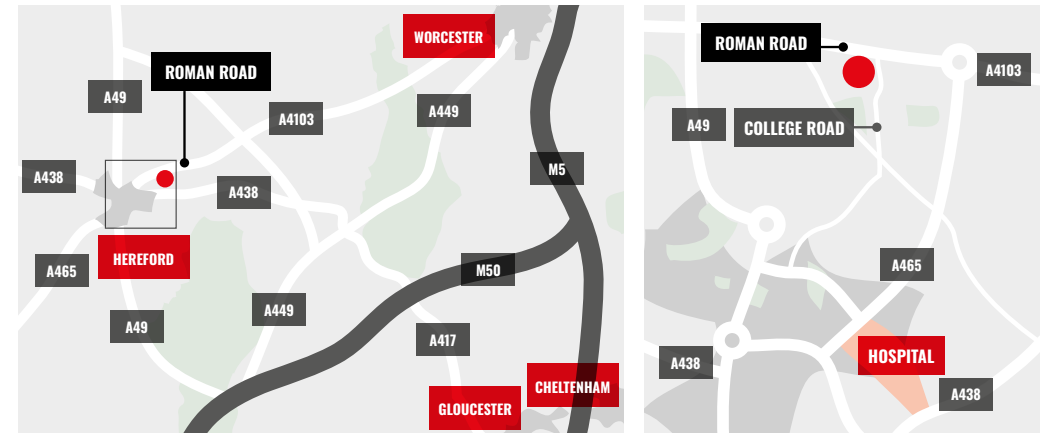 WORCESTER
ROMAN ROAD
A49
A4103
A449
A438
M5
A438
HEREFORD
A465
M50
A449
A49
A417
CHELTENHAM
GLOUCESTER
ROMAN ROAD
A4103
A49
COLLEGE ROAD
A465
HOSPITAL
A438
A438